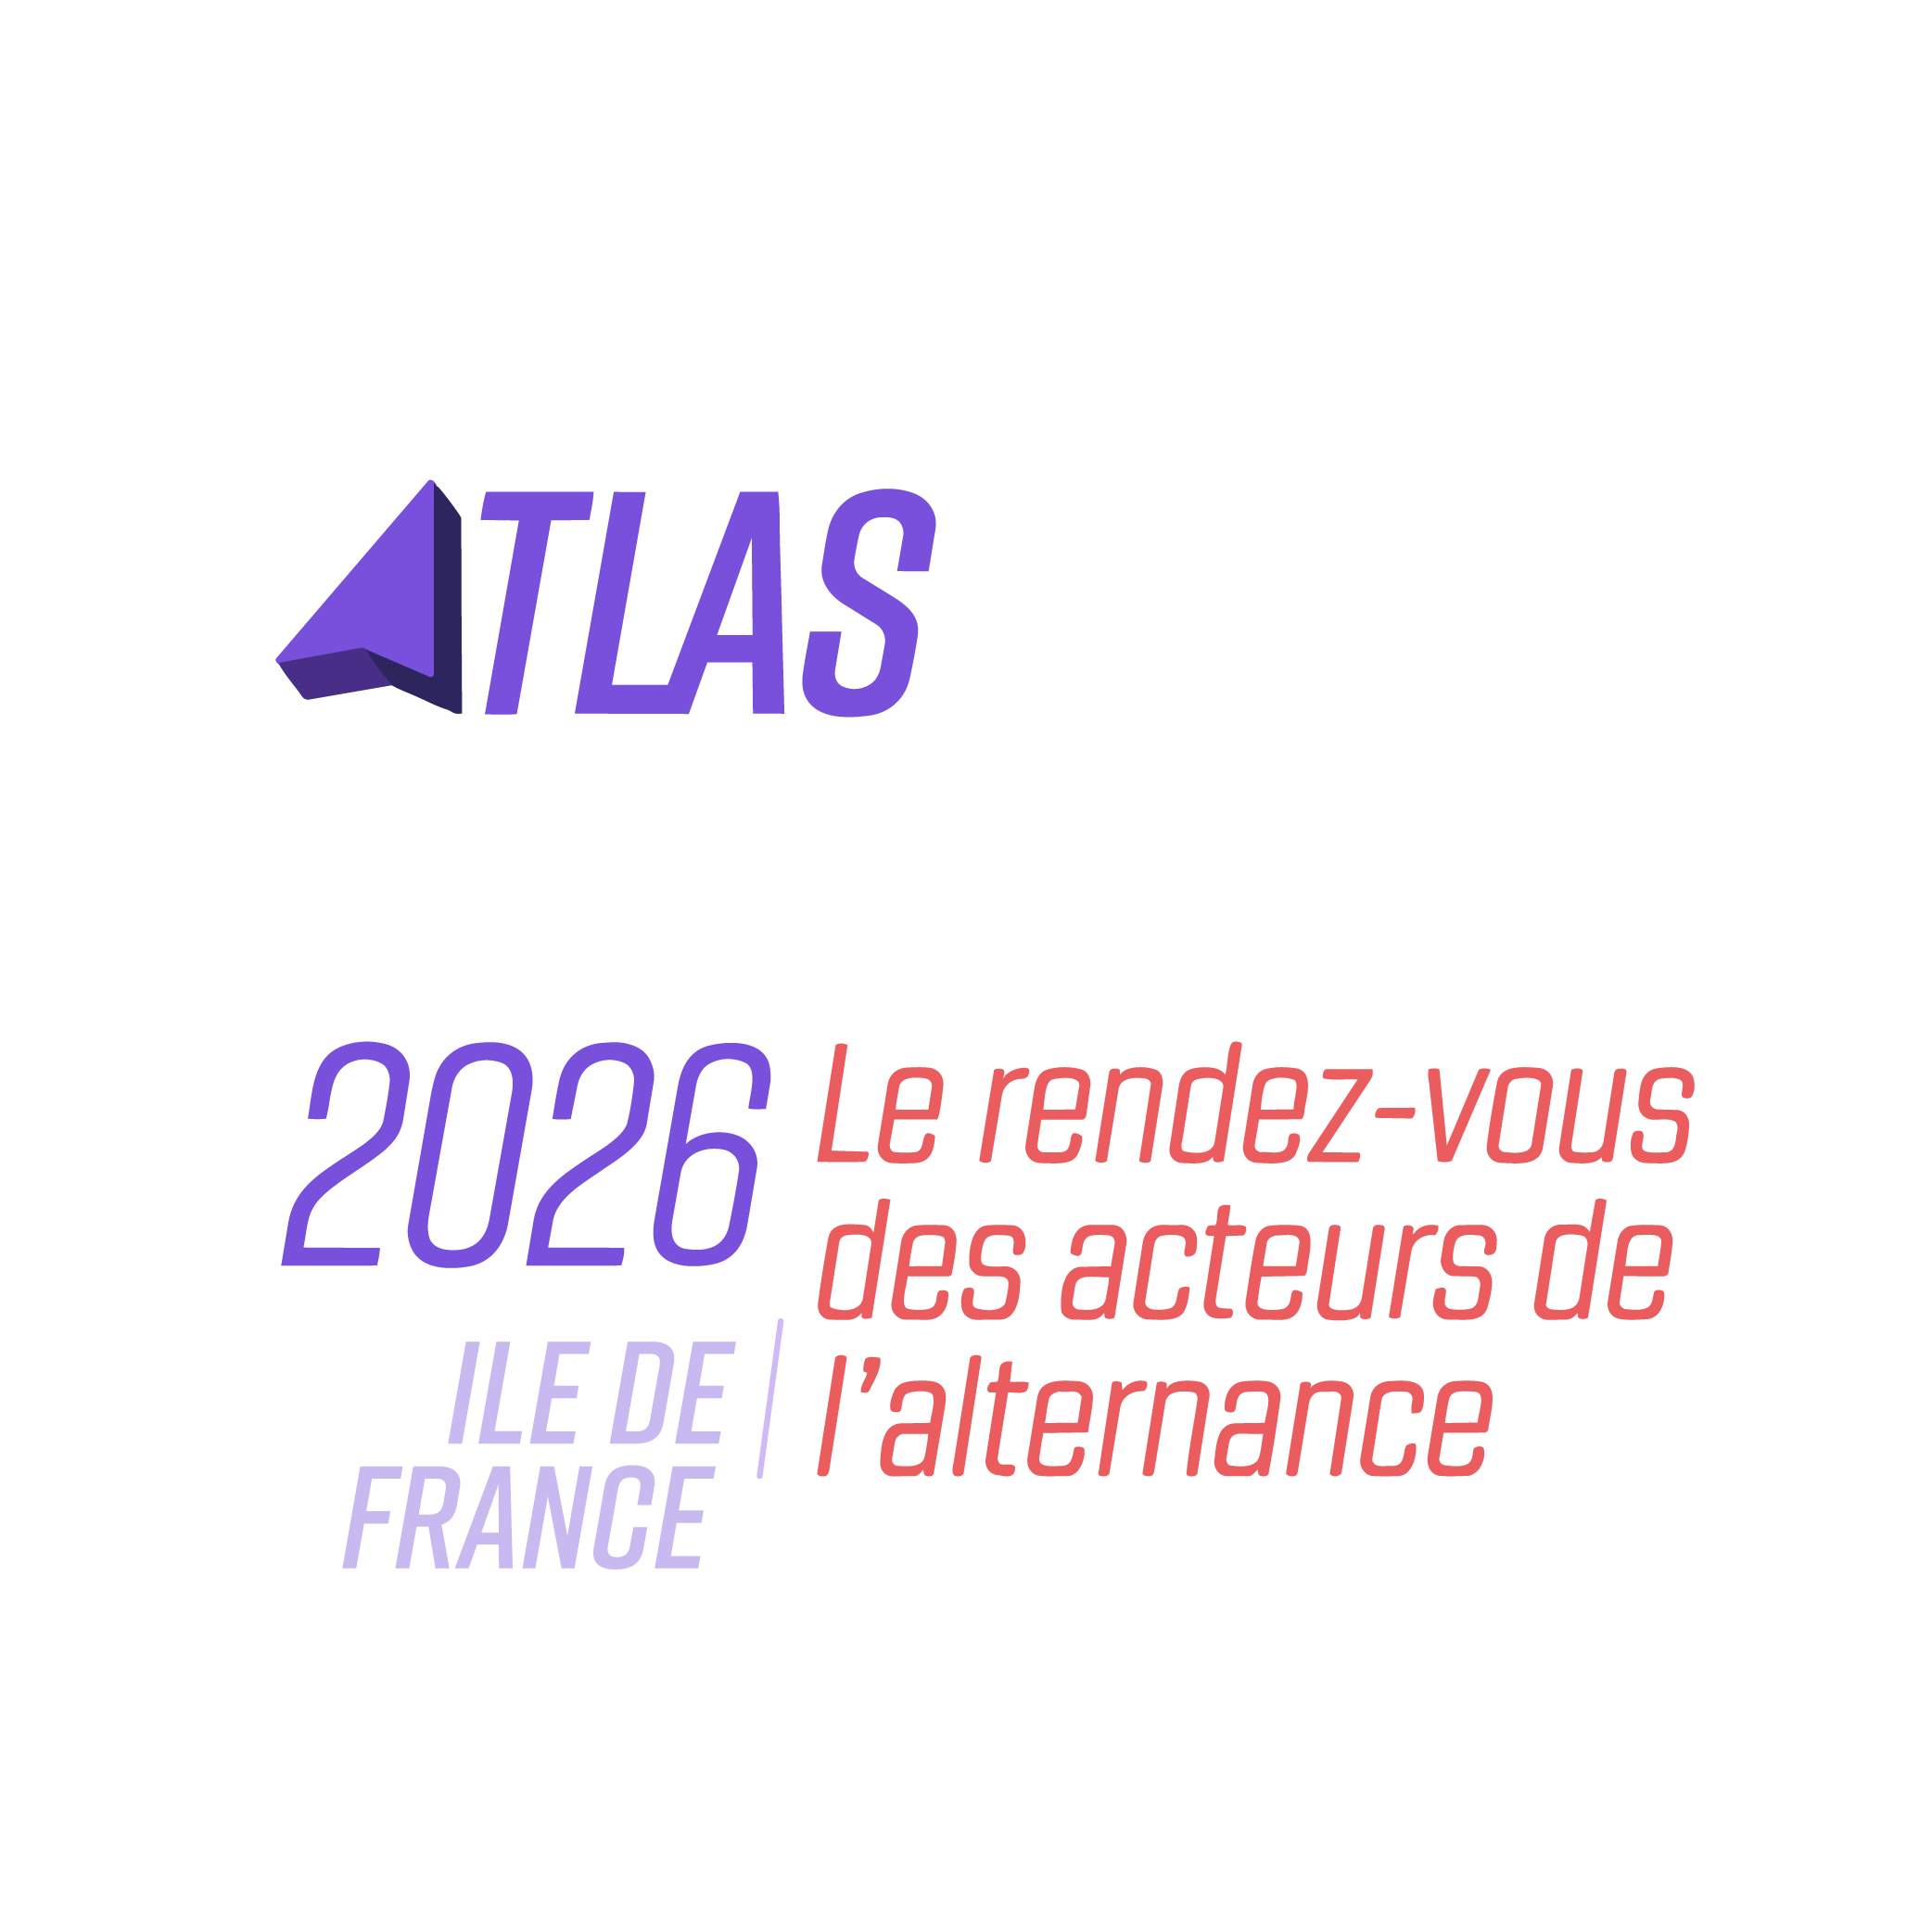 ATLAS
2026
ILE DE
FRANCE
Le rendez-vous
des acteurs de
l’alternance